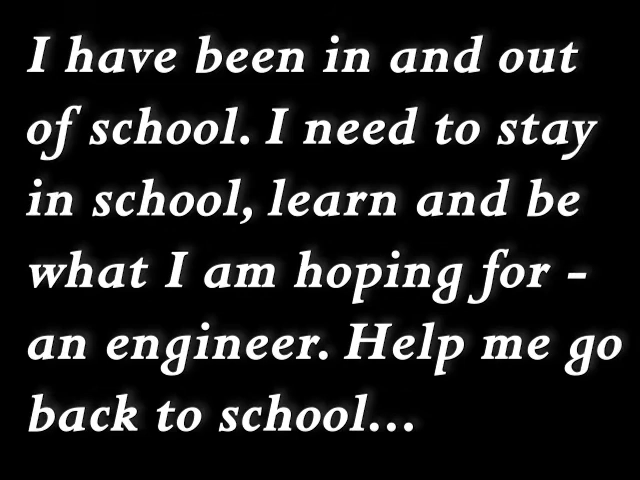 I have been in and out
of school. I need to stay
in school, learn and be
what I am hoping for -
an engineer. Help me go
back to school...